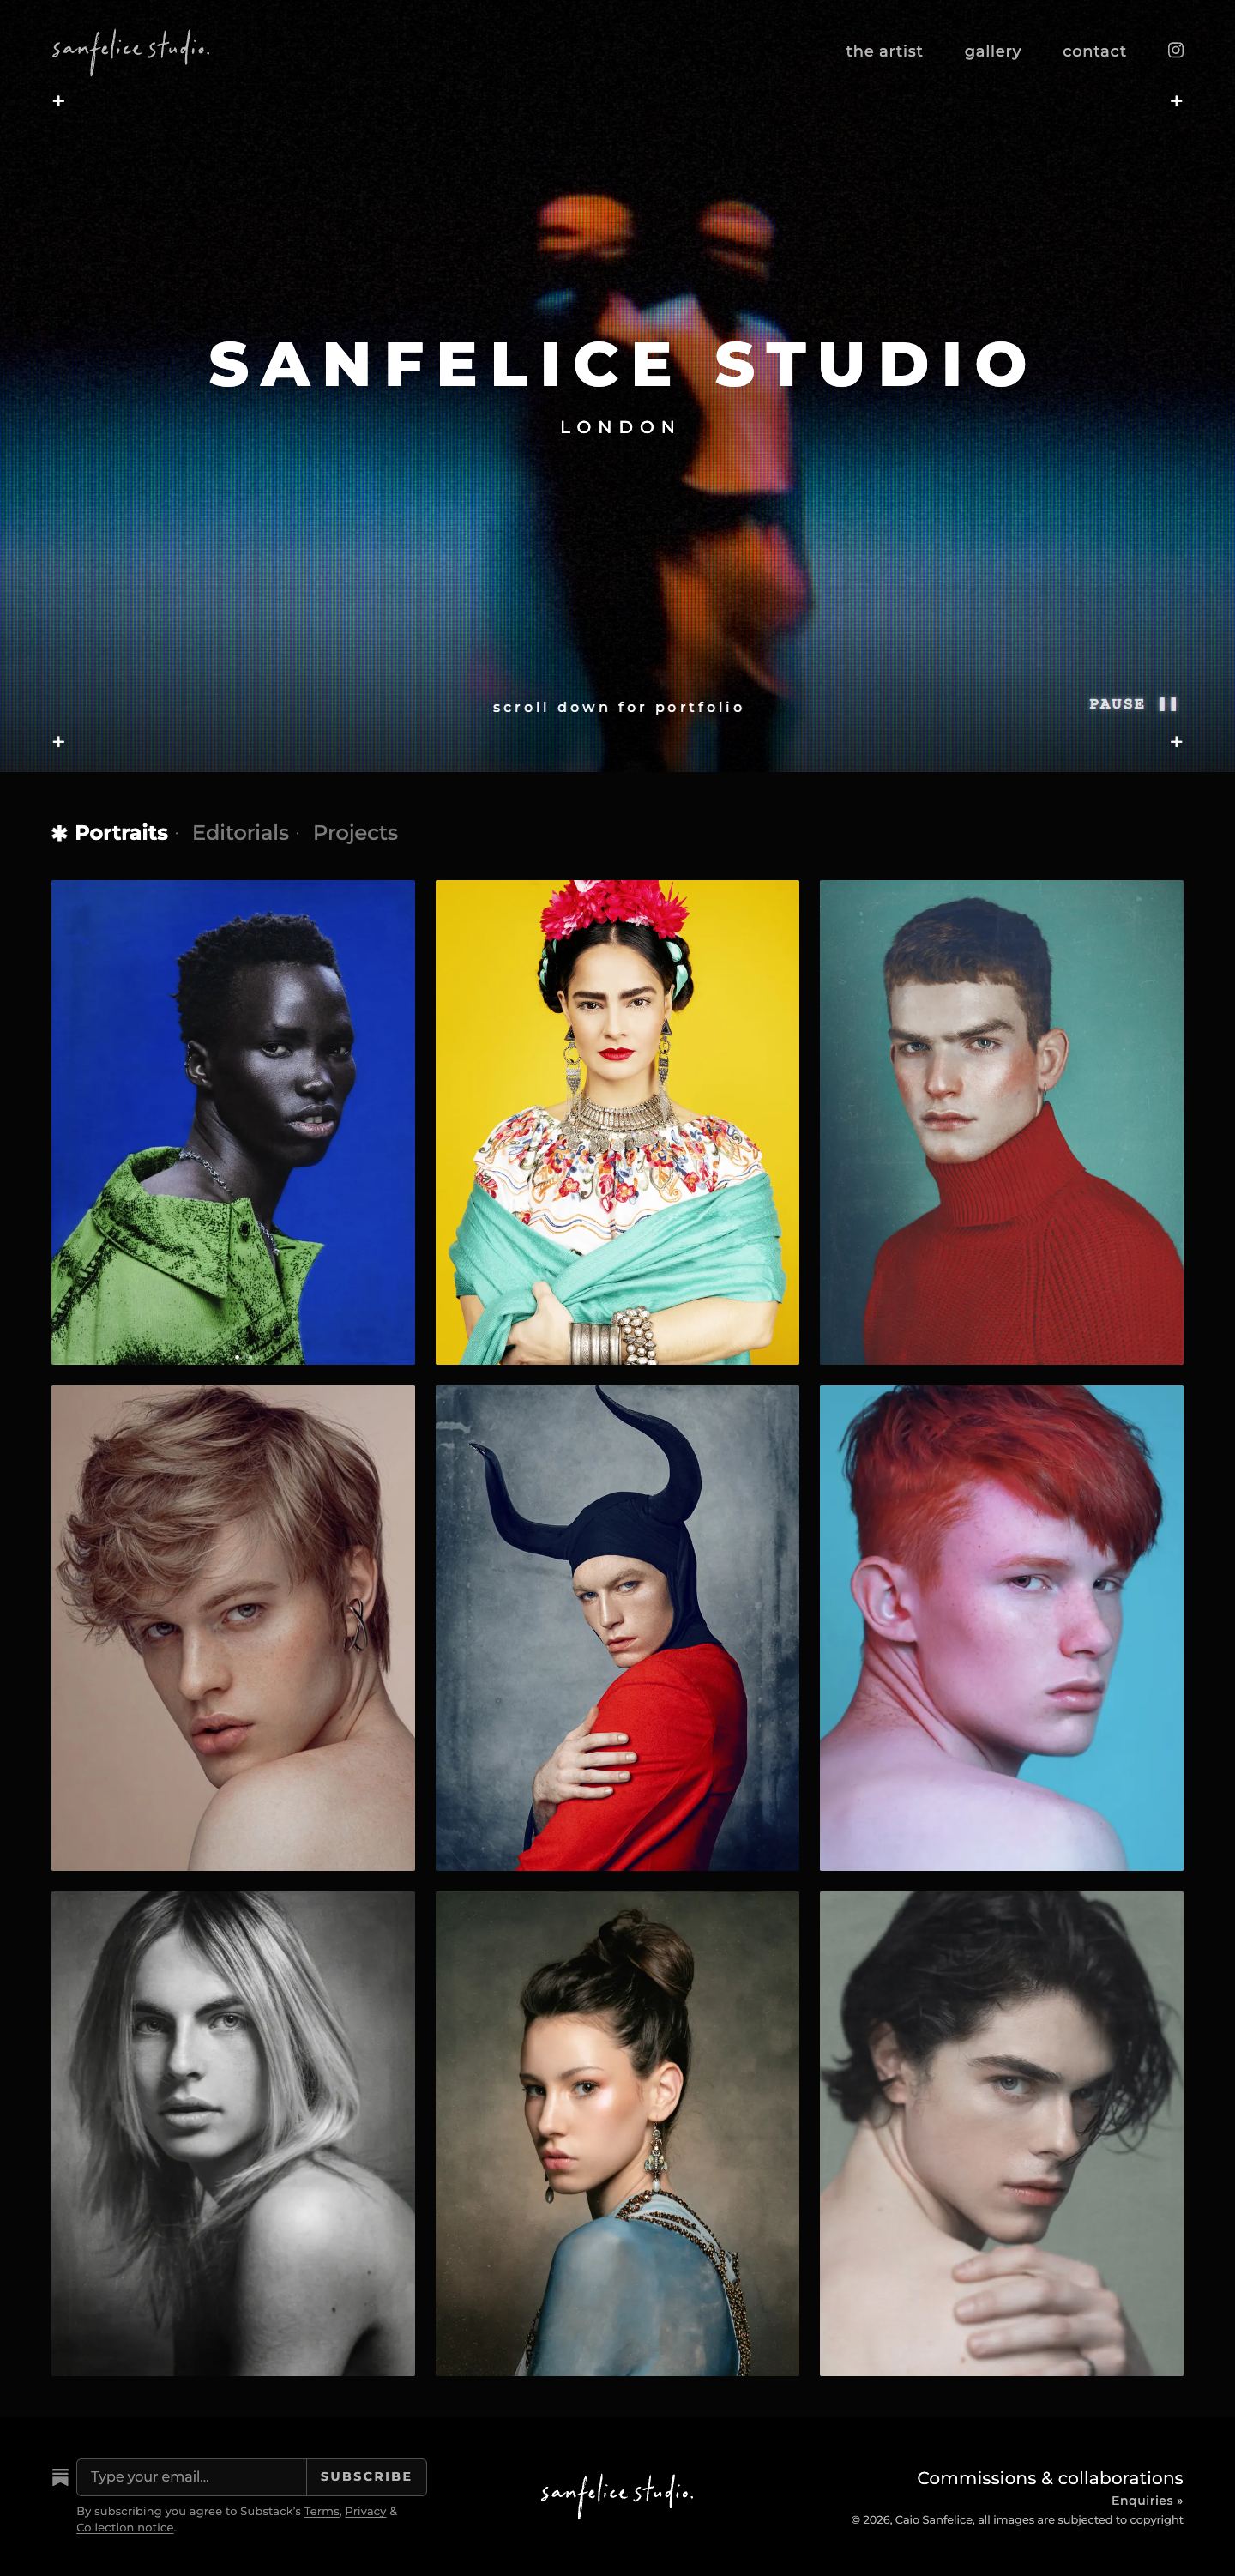 sanfelice studio.
the artist gallery contact
+ +
SANFELICE STUDIO
LONDON
scroll down for portfolio
PAUSE ❚❚
+ +
✱ Portraits · Editorials · Projects
Type your email... SUBSCRIBE
By subscribing you agree to Substack's Terms, Privacy &
Collection notice.
sanfelice studio.
Commissions & collaborations
Enquiries »
© 2026, Caio Sanfelice, all images are subjected to copyright